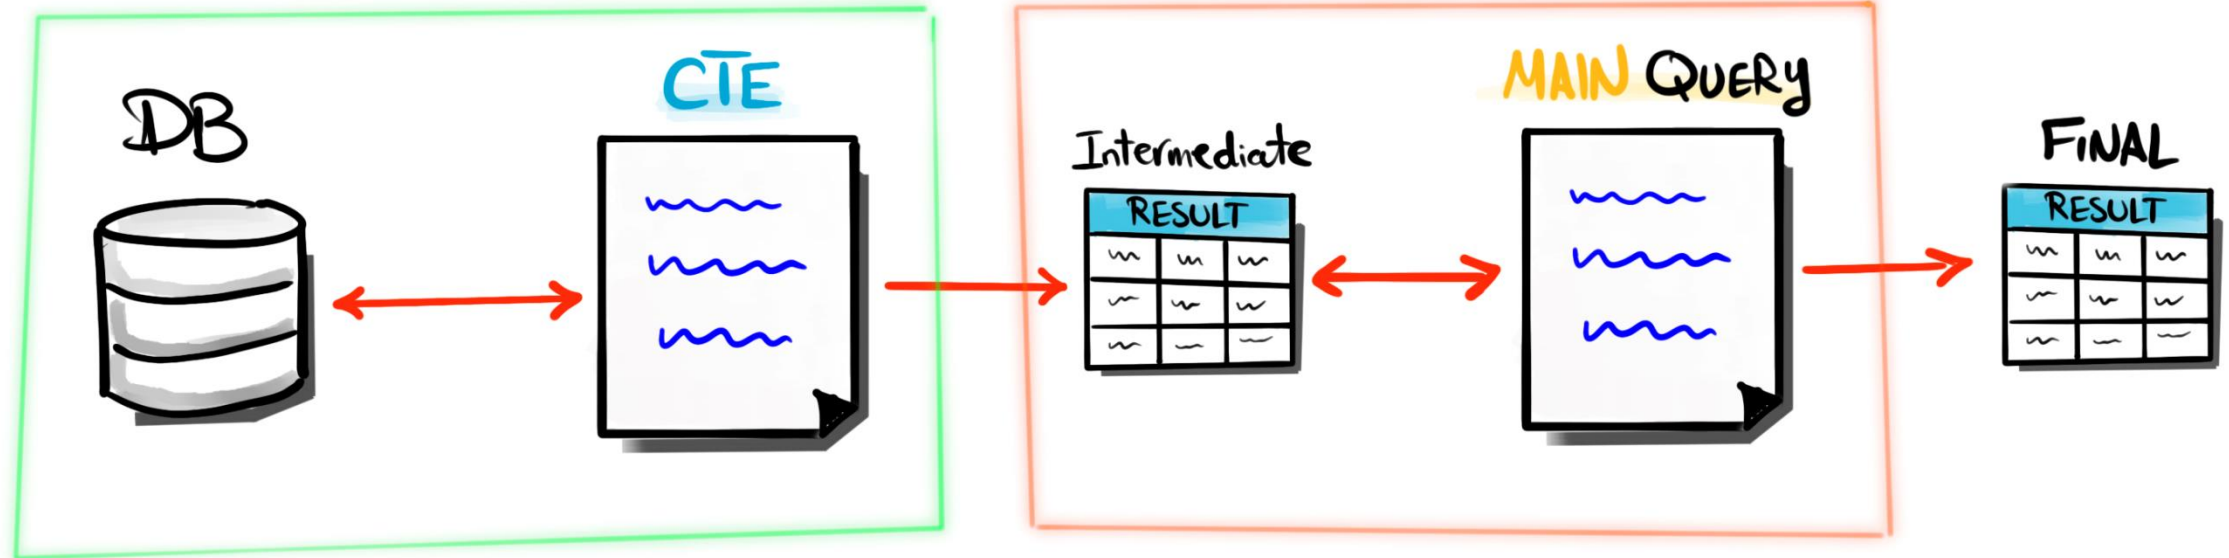 DB
CTE
Intermediate
RESULT
MAIN QUERY
FINAL
RESULT